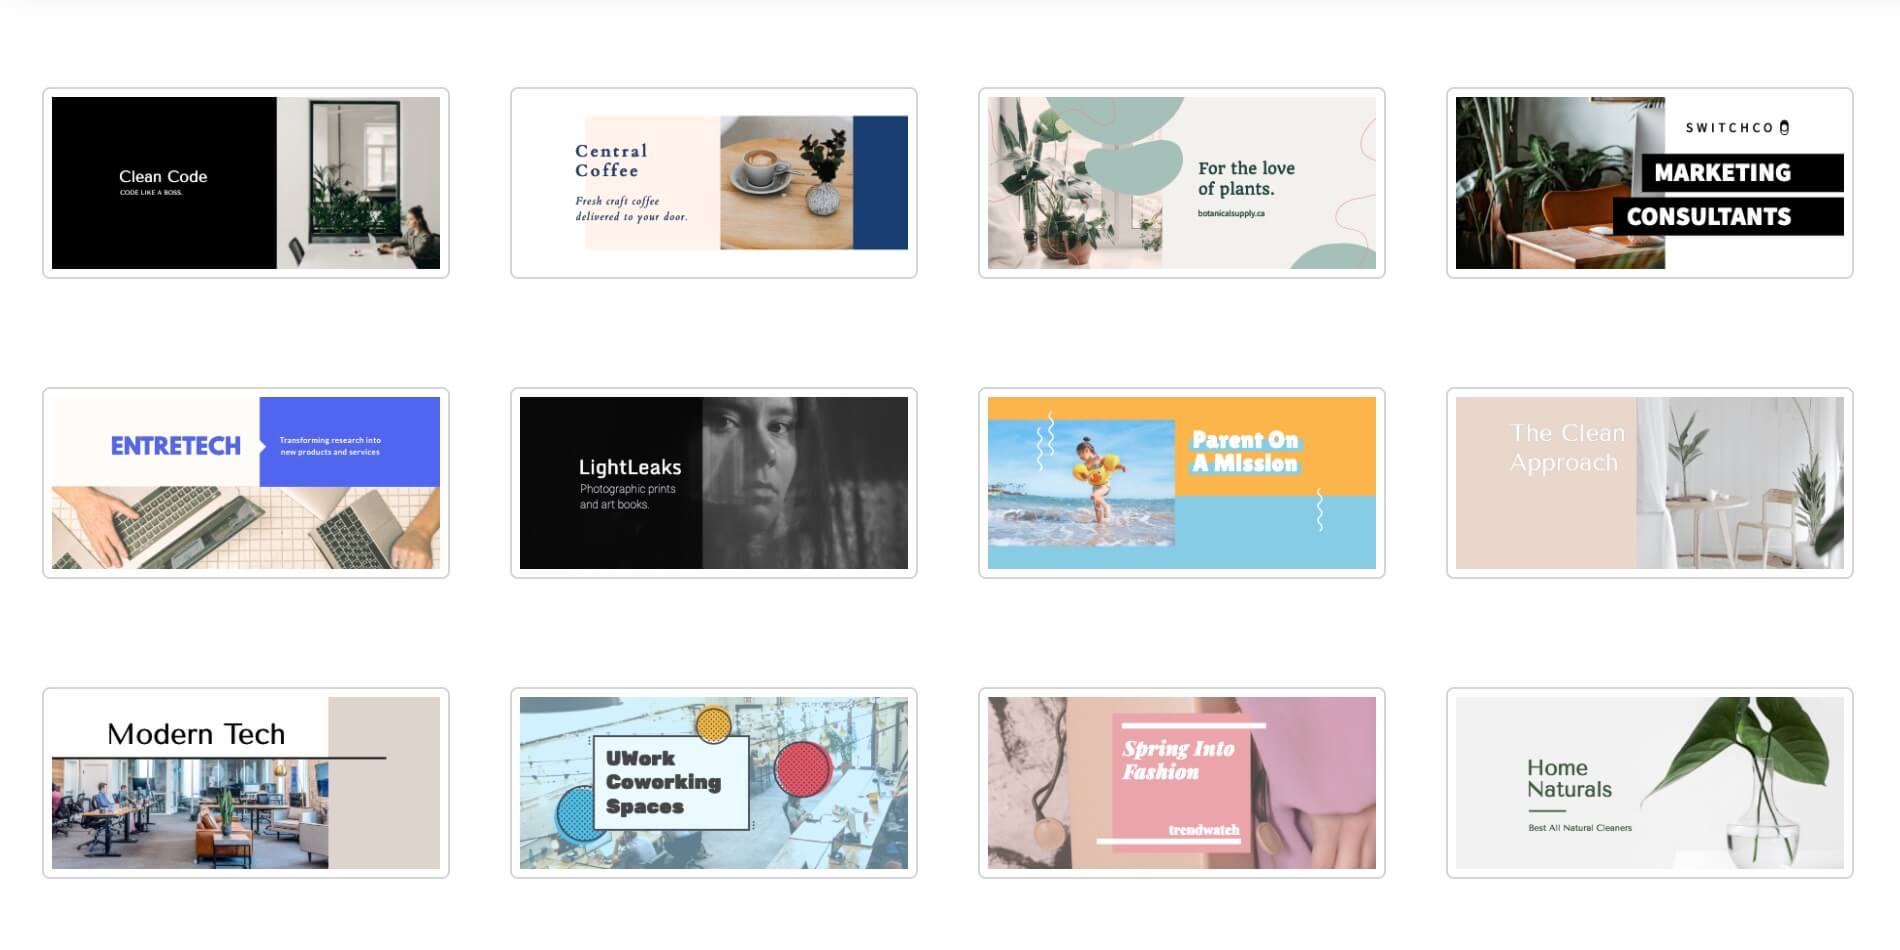 Clean Code
CODE LIKE A BOSS.
Central
Coffee
Fresh craft coffee
delivered to your door.
For the love
of plants.
botanicalsupply.ca
SWITCHCO
MARKETING
CONSULTANTS
ENTRETECH
Transforming research into
new products and services
LightLeaks
Photographic prints
and art books.
Parent On
A Mission
The Clean
Approach
Modern Tech
UWork
Coworking
Spaces
Spring Into
Fashion
trendwatch
Home
Naturals
Best All Natural Cleaners